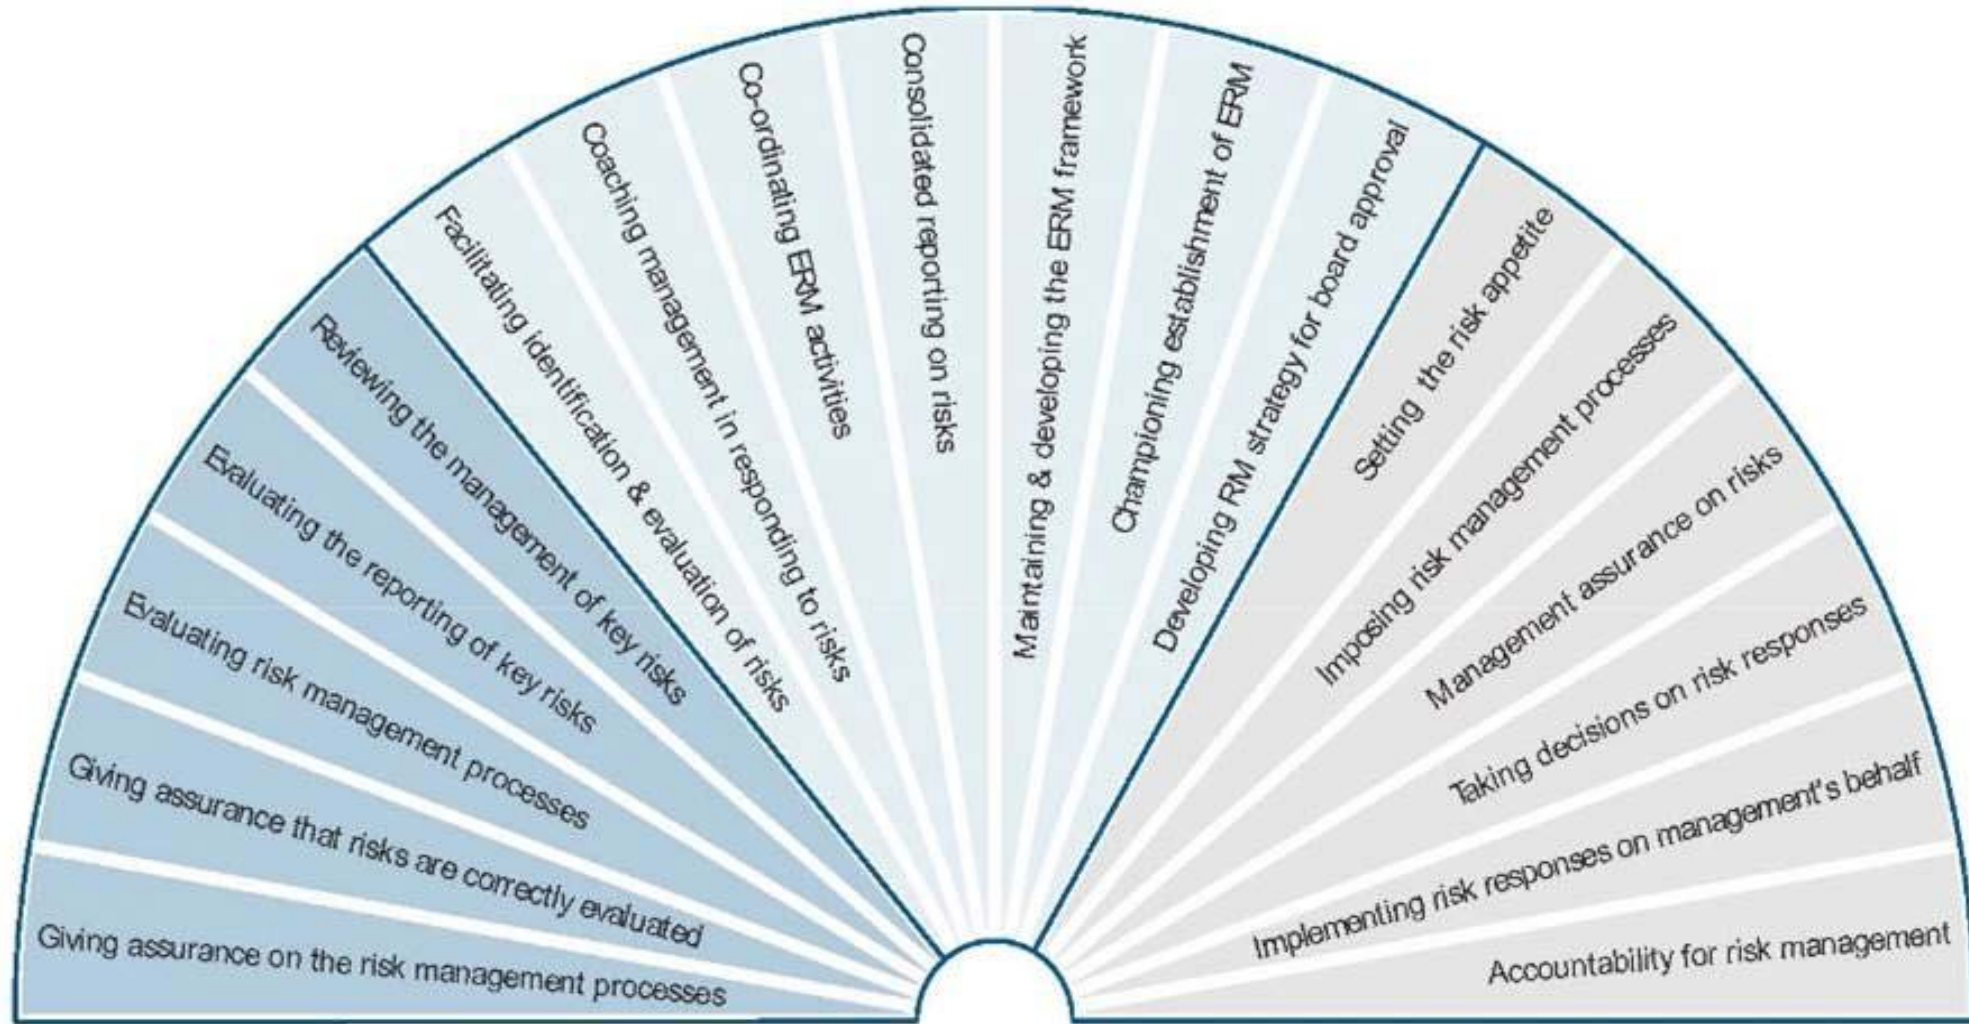 Giving assurance on the risk management processes
Giving assurance that risks are correctly evaluated
Evaluating risk management processes
Evaluating the reporting of key risks
Reviewing the management of key risks
Facilitating identification & evaluation of risks
Coaching management in responding to risks
Co-ordinating ERM activities
Consolidated reporting on risks
Maintaining & developing the ERM framework
Championing establishment of ERM
Developing RM strategy for board approval
Setting the risk appetite
Imposing risk management processes
Management assurance on risks
Taking decisions on risk responses
Implementing risk responses on management's behalf
Accountability for risk management